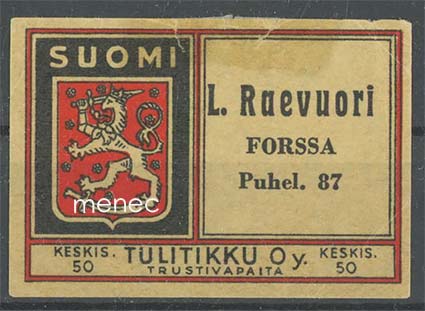 SUOMI
L. Raevuori
FORSSA
Puhel. 87
menec
KESKIS. 50
TULITIKKU Oy.
TRUSTIVAPAITA
KESKIS. 50